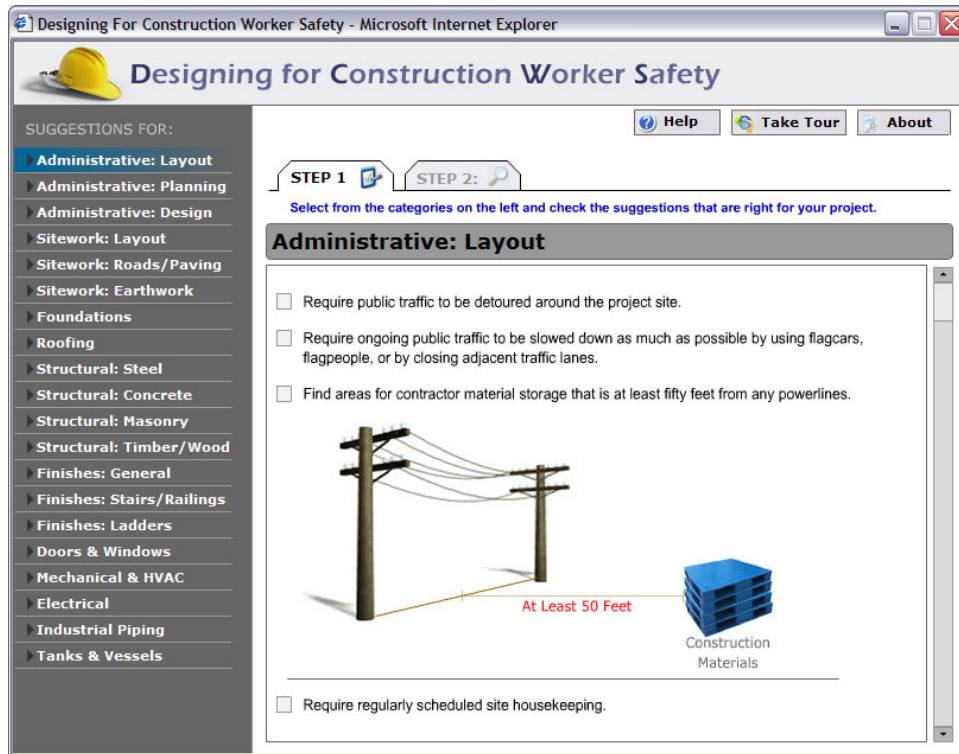 Designing For Construction Worker Safety - Microsoft Internet Explorer
Designing for Construction Worker Safety
SUGGESTIONS FOR:
Administrative: Layout
Administrative: Planning
Administrative: Design
Sitework: Layout
Sitework: Roads/Paving
Sitework: Earthwork
Foundations
Roofing
Structural: Steel
Structural: Concrete
Structural: Masonry
Structural: Timber/Wood
Finishes: General
Finishes: Stairs/Railings
Finishes: Ladders
Doors & Windows
Mechanical & HVAC
Electrical
Industrial Piping
Tanks & Vessels
Help
Take Tour
About
STEP 1
STEP 2:
Select from the categories on the left and check the suggestions that are right for your project.
Administrative: Layout
Require public traffic to be detoured around the project site.
Require ongoing public traffic to be slowed down as much as possible by using flagcars,
flagpeople, or by closing adjacent traffic lanes.
Find areas for contractor material storage that is at least fifty feet from any powerlines.
At Least 50 Feet
Construction
Materials
Require regularly scheduled site housekeeping.